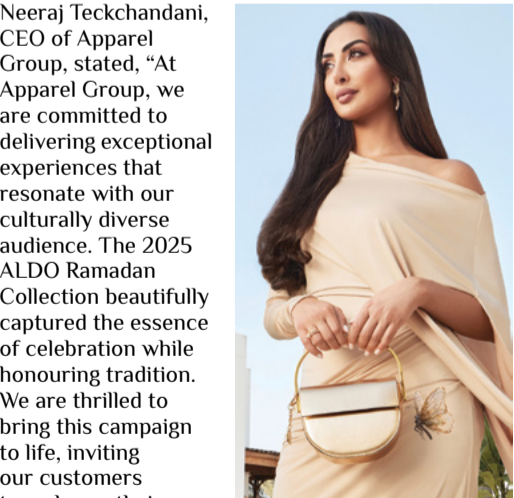 Neeraj Teckchandani,
CEO of Apparel
Group, stated, “At
Apparel Group, we
are committed to
delivering exceptional
experiences that
resonate with our
culturally diverse
audience. The 2025
ALDO Ramadan
Collection beautifully
captured the essence
of celebration while
honouring tradition.
We are thrilled to
bring this campaign
to life, inviting
our customers